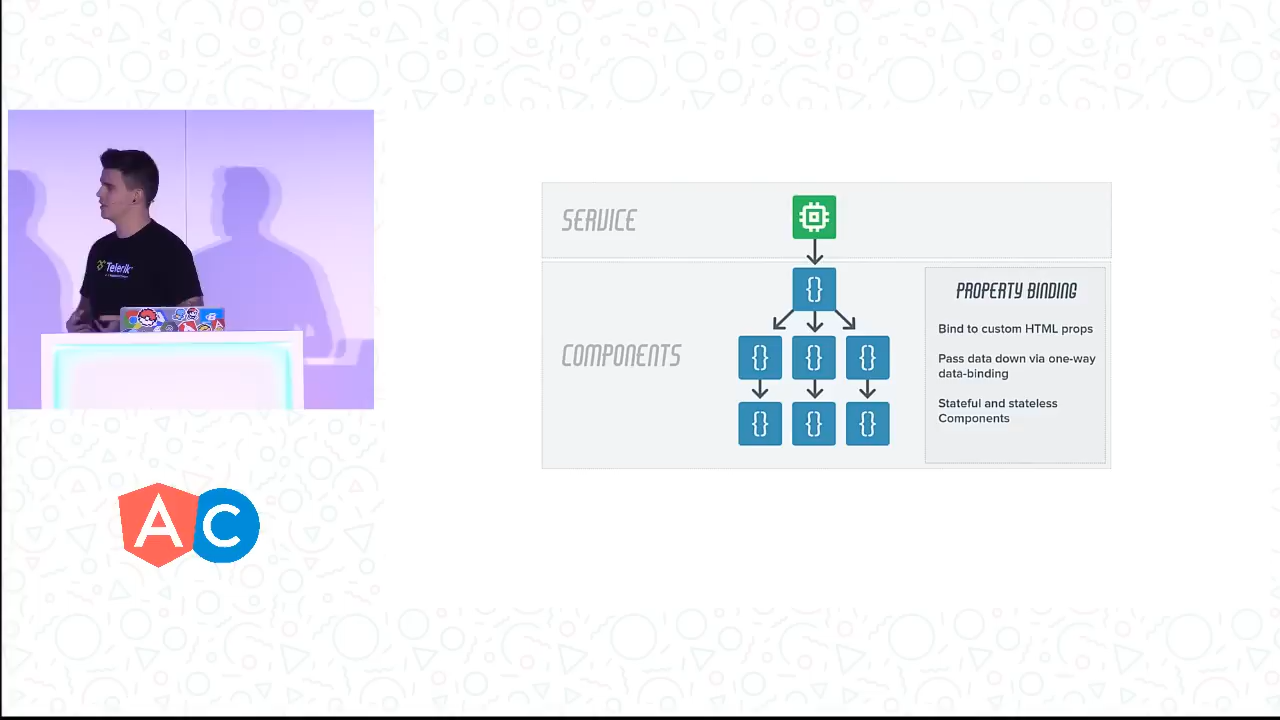 SERVICE
PROPERTY BINDING
Bind to custom HTML props
COMPONENTS
Pass data down via one-way
data-binding
Stateful and stateless
Components
Telerik
A C